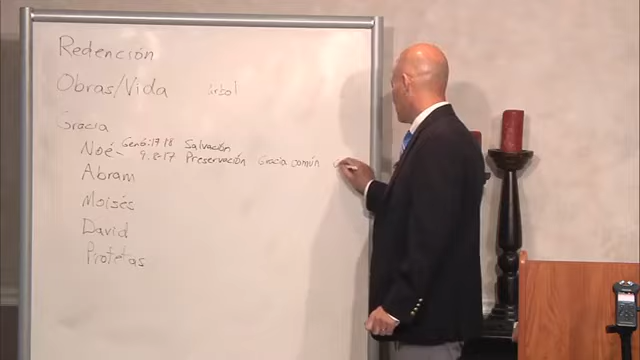 Redención
Obras/Vida árbol
Gracia
Noé - Gen 6:17, 18 Salvación
9:8-17 Preservación Gracia común
Abram
Moisés
David
Profetas